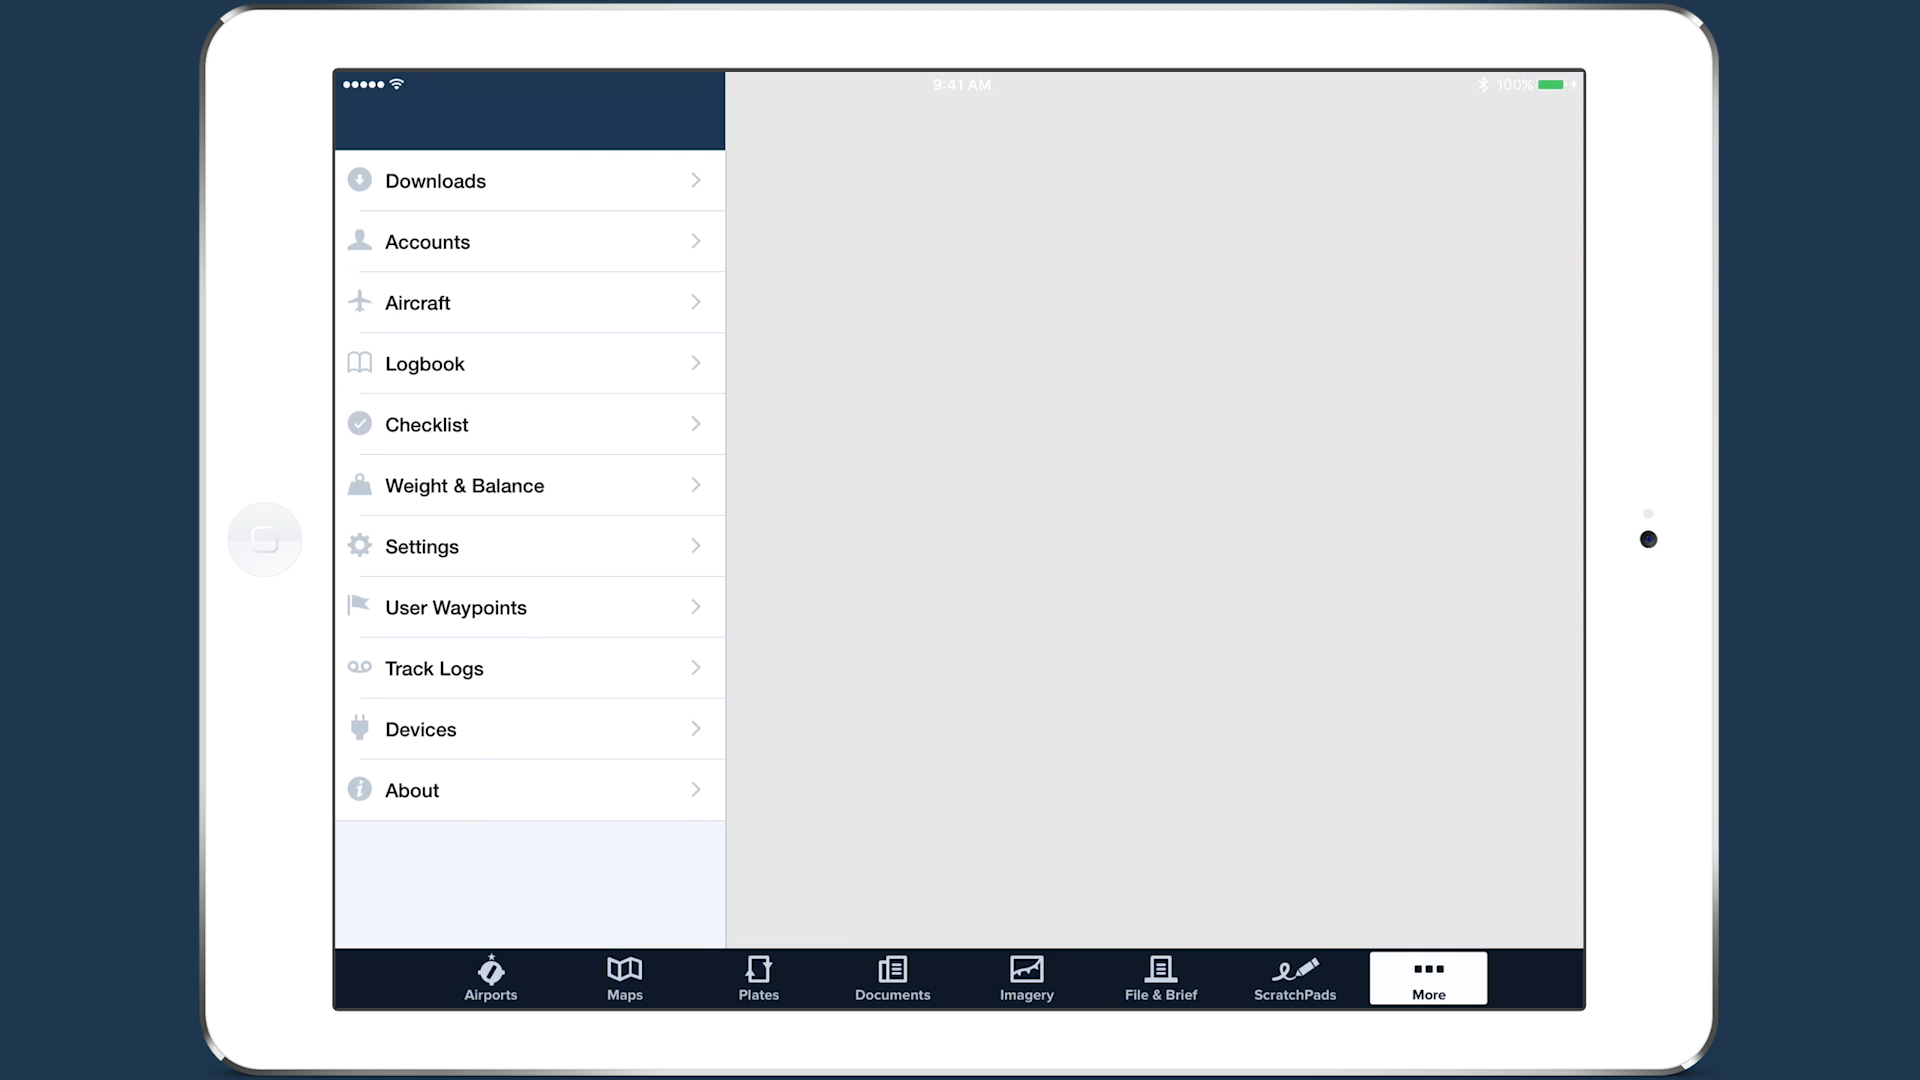 9:41 AM
100%
Downloads
Accounts
Aircraft
Logbook
Checklist
Weight & Balance
Settings
User Waypoints
Track Logs
Devices
About
Airports
Maps
Plates
Documents
Imagery
File & Brief
ScratchPads
More